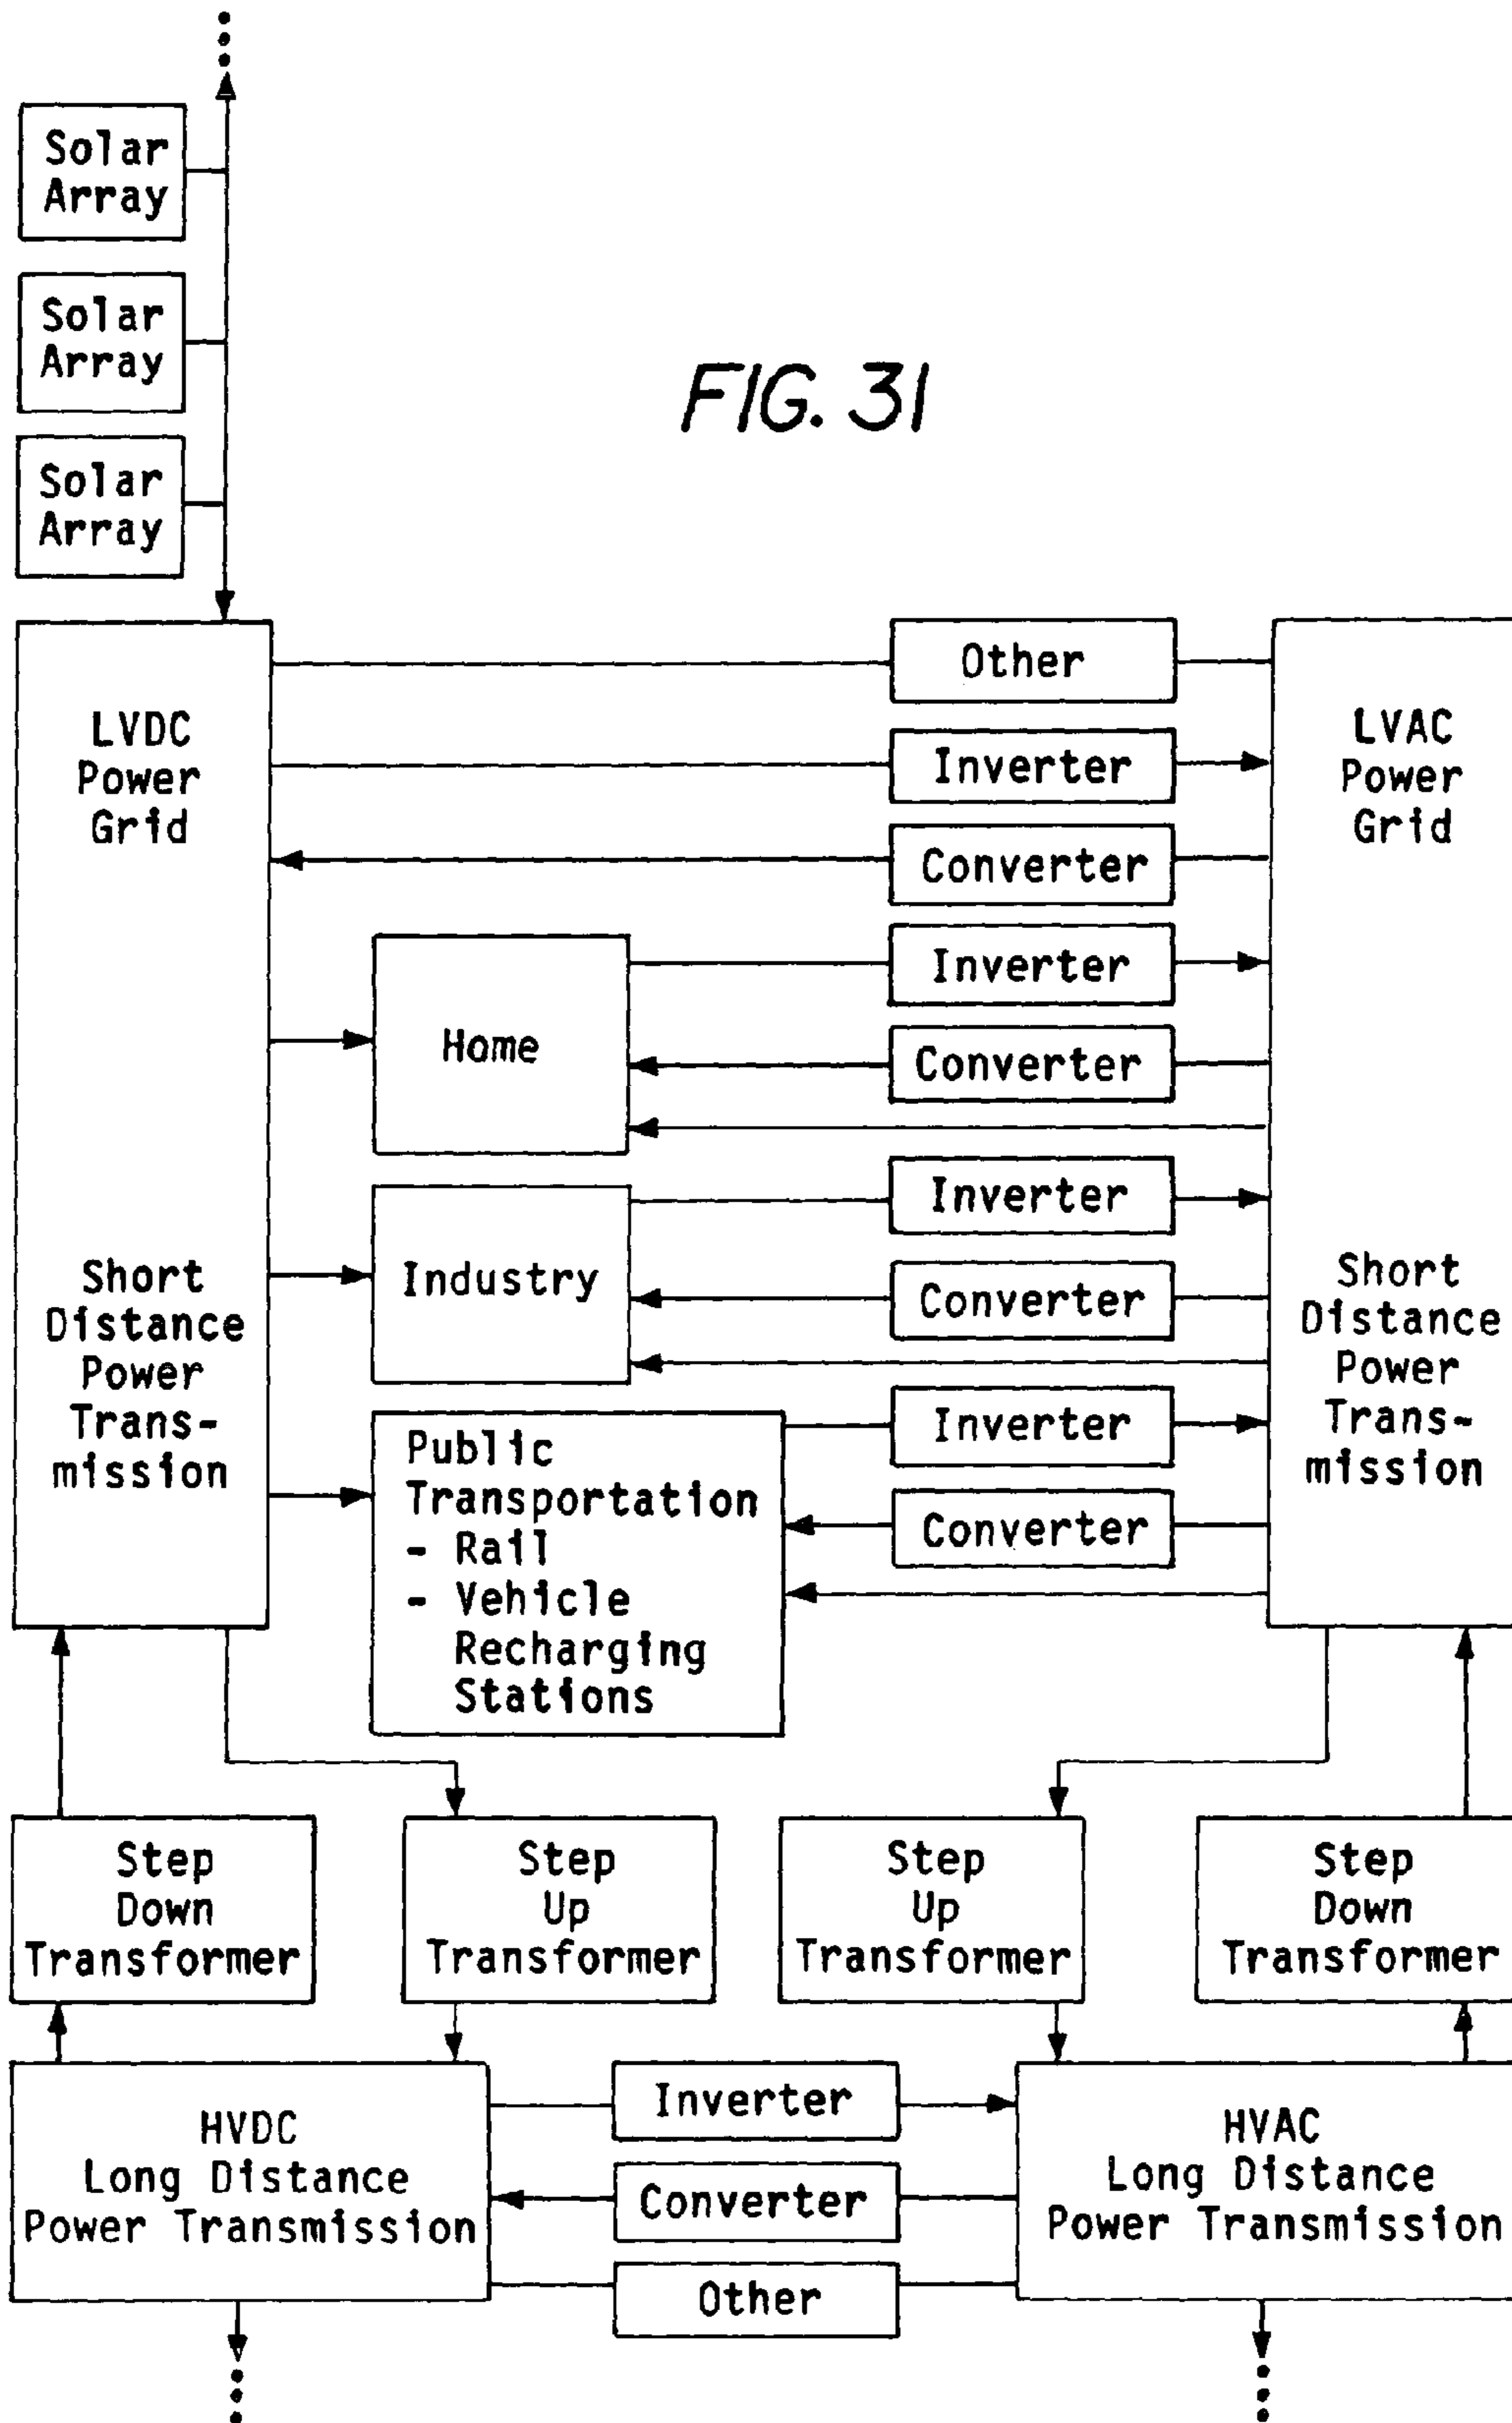 Solar
Array
Solar
Array
FIG. 31
Solar
Array
LVDC
Power
Grid
Short
Distance
Power
Trans-
mission
Other
Inverter
Converter
Inverter
Converter
Inverter
Converter
Inverter
Converter
Home
Industry
Public
Transportation
- Rail
- Vehicle
Recharging
Stations
LVAC
Power
Grid
Short
Distance
Power
Trans-
mission
Step
Down
Transformer
Step
Up
Transformer
Step
Up
Transformer
Step
Down
Transformer
HVDC
Long Distance
Power Transmission
Inverter
Converter
Other
HVAC
Long Distance
Power Transmission